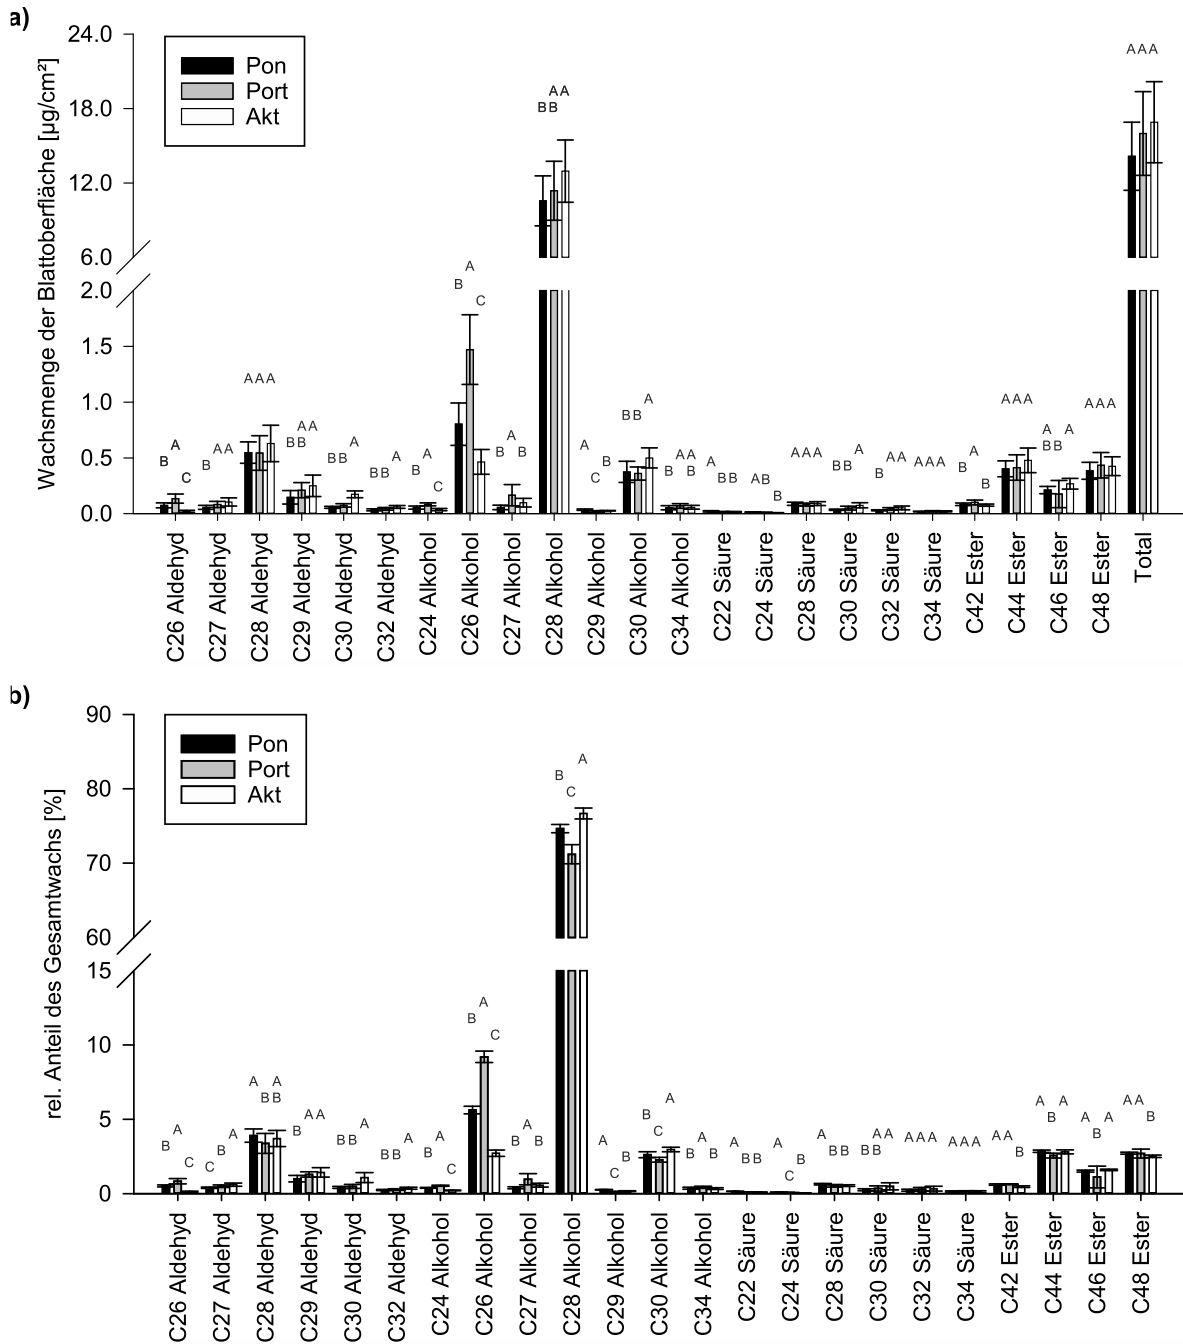 a)
Wachsmenge der Blattoberfläche [µg/cm²]
24.0
18.0
12.0
6.0
2.0
1.5
1.0
0.5
0.0
Pon
Port
Akt
B A C
B A A
A A A
B AB A
B B A
B B A
B A C
B A C
B A B
B AB A
A C B
B B A
B A AB
A B B
A B B
A A A
B B A
B A A
A A A
B A B
A A A
AB B A
A A A
A A A
C26 Aldehyd
C27 Aldehyd
C28 Aldehyd
C29 Aldehyd
C30 Aldehyd
C32 Aldehyd
C24 Alkohol
C26 Alkohol
C27 Alkohol
C28 Alkohol
C29 Alkohol
C30 Alkohol
C34 Alkohol
C22 Säure
C24 Säure
C28 Säure
C30 Säure
C32 Säure
C34 Säure
C42 Ester
C44 Ester
C46 Ester
C48 Ester
Total
b)
rel. Anteil des Gesamtwachs [%]
90
80
70
60
15
10
5
0
Pon
Port
Akt
B A C
C B A
A B AB
B A A
B B A
B B A
B A C
B A C
B A B
B C A
A C B
B C A
B A B
A B B
A C B
A B B
B AB A
A A A
A A A
A A B
A B A
A B A
A A B
C26 Aldehyd
C27 Aldehyd
C28 Aldehyd
C29 Aldehyd
C30 Aldehyd
C32 Aldehyd
C24 Alkohol
C26 Alkohol
C27 Alkohol
C28 Alkohol
C29 Alkohol
C30 Alkohol
C34 Alkohol
C22 Säure
C24 Säure
C28 Säure
C30 Säure
C32 Säure
C34 Säure
C42 Ester
C44 Ester
C46 Ester
C48 Ester